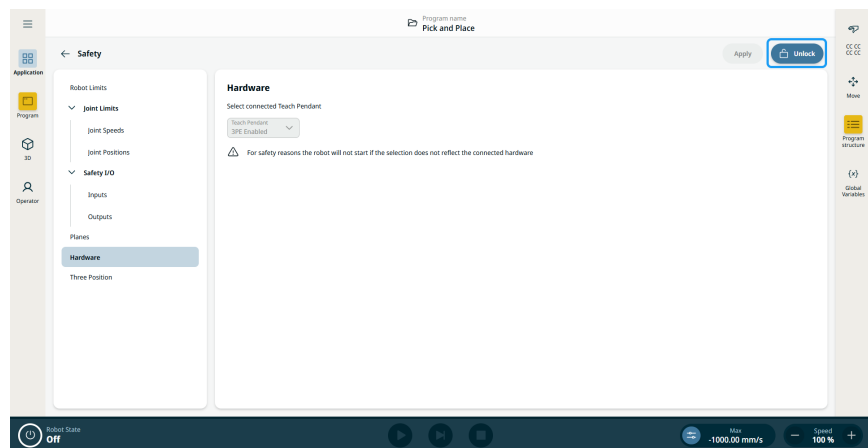 Program name
Pick and Place
Safety
Apply
Unlock
Application
Program
3D
Operator
Robot Limits
Joint Limits
Joint Speeds
Joint Positions
Safety I/O
Inputs
Outputs
Planes
Hardware
Three Position
Hardware
Select connected Teach Pendant
Teach Pendant
3PE Enabled
For safety reasons the robot will not start if the selection does not reflect the connected hardware
CC CC
CC CC
Move
Program
structure
{x}
Global
Variables
Robot State
Off
Max
-1000.00 mm/s
Speed
100 %